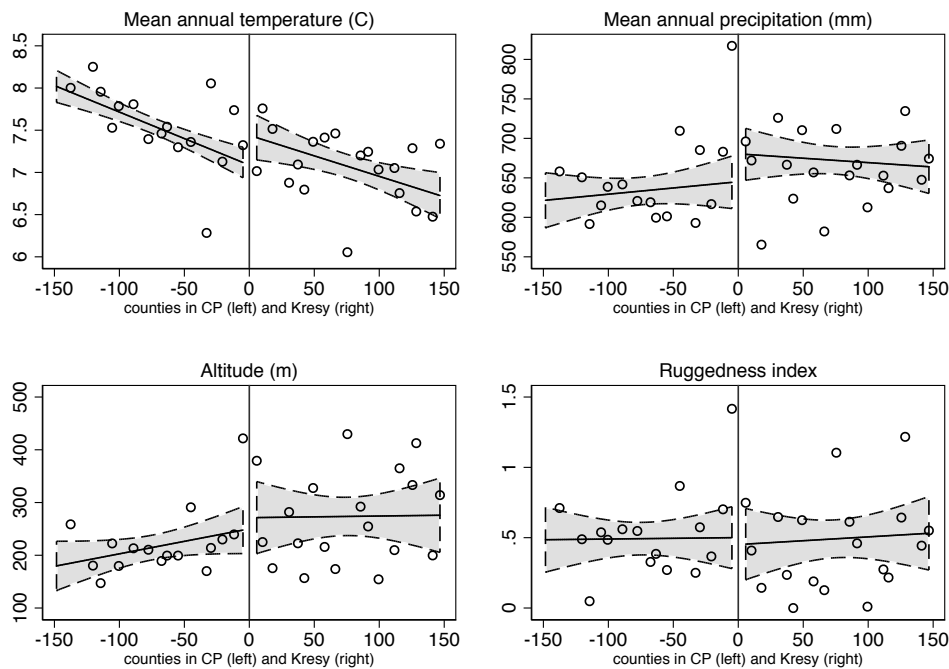 Mean annual temperature (C)
8.5
8
7.5
7
6.5
6
-150 -100 -50 0 50 100 150
counties in CP (left) and Kresy (right)
Mean annual precipitation (mm)
800
750
700
650
600
550
-150 -100 -50 0 50 100 150
counties in CP (left) and Kresy (right)
Altitude (m)
500
400
300
200
100
-150 -100 -50 0 50 100 150
counties in CP (left) and Kresy (right)
Ruggedness index
1.5
1
.5
0
-150 -100 -50 0 50 100 150
counties in CP (left) and Kresy (right)